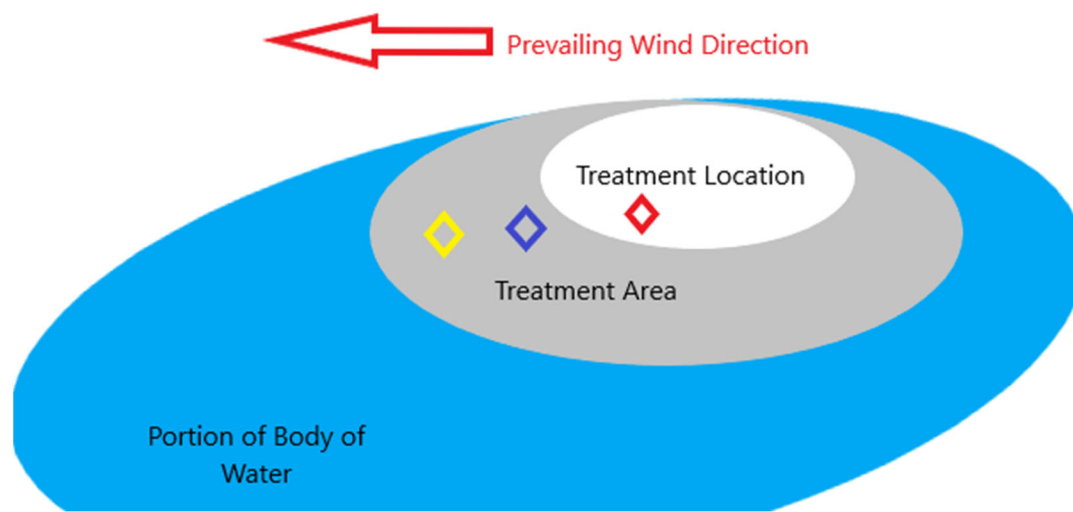 Prevailing Wind Direction
Treatment Location
Treatment Area
Portion of Body of
Water